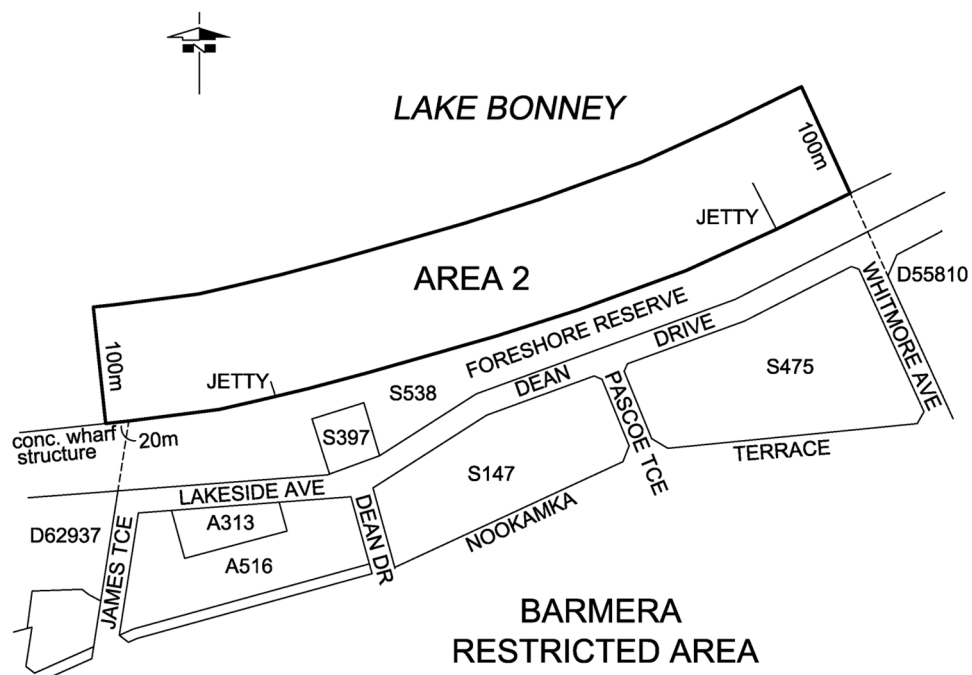 N
LAKE BONNEY
100m
JETTY
AREA 2
D55810
WHITMORE AVE
FORESHORE RESERVE
DRIVE
100m
JETTY
S538
DEAN
PASCOE TCE
S475
conc. wharf
structure
20m
S397
TERRACE
S147
LAKESIDE AVE
D62937
JAMES TCE
A313
DEAN DR
NOOKAMKA
A516
BARMERA
RESTRICTED AREA